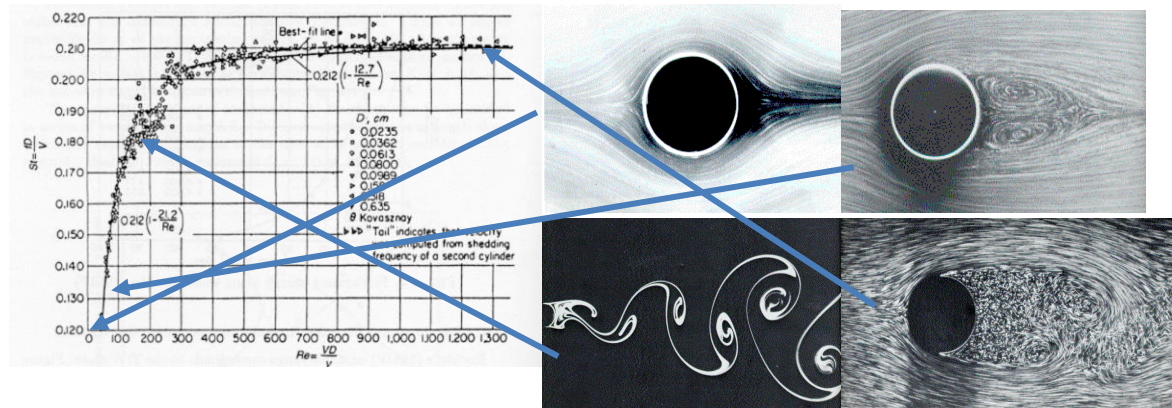 0.220
0.210
0.200
0.190
0.180
0.170
0.160
0.150
0.140
0.130
0.120
St = fD/V
Best-fit line
0.212(1-12.7/Re)
0.212(1-21.2/Re)
D, cm
0.0235
0.0362
0.0613
0.0800
0.0989
0.318
0.635
Kovasznay
"Tail" indicates that velocity
was computed from shedding
frequency of a second cylinder
0 100 200 300 400 500 600 700 800 900 1,000 1,100 1,200 1,300
Re = VD/ν